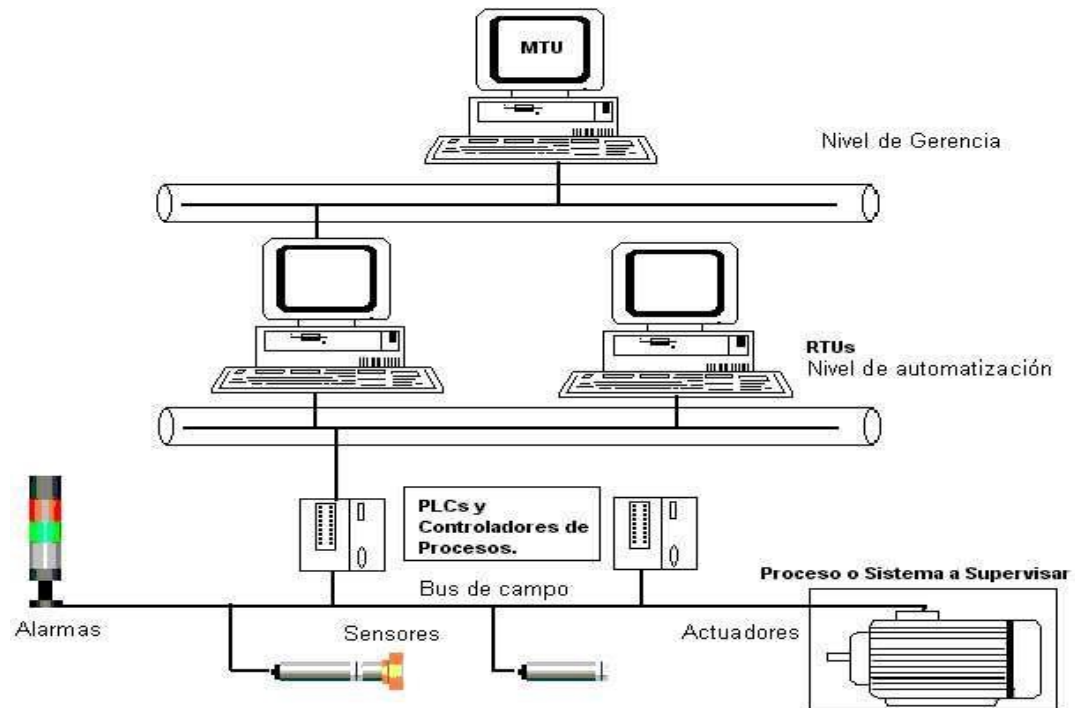 MTU
Nivel de Gerencia
RTUs
Nivel de automatización
PLCs y
Controladores de
Procesos.
Proceso o Sistema a Supervisar
Bus de campo
Alarmas
Sensores
Actuadores